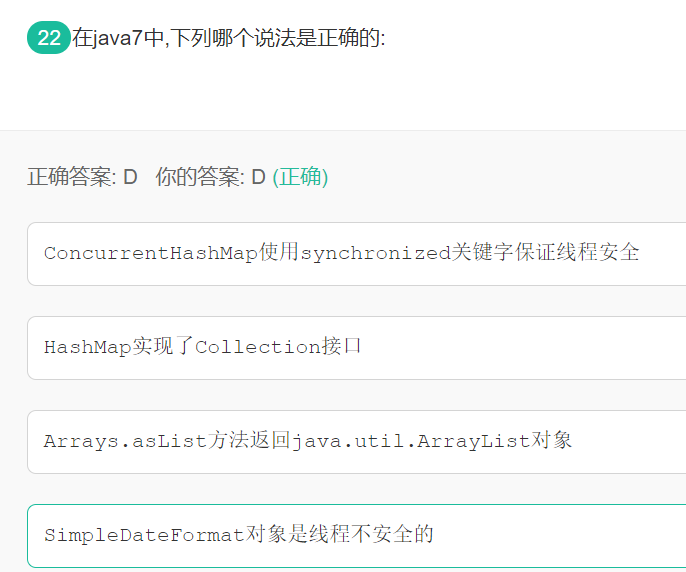 22 在java7中,下列哪个说法是正确的:
正确答案: D 你的答案: D (正确)
ConcurrentHashMap使用synchronized关键字保证线程安全
HashMap实现了Collection接口
Arrays.asList方法返回java.util.ArrayList对象
SimpleDateFormat对象是线程不安全的